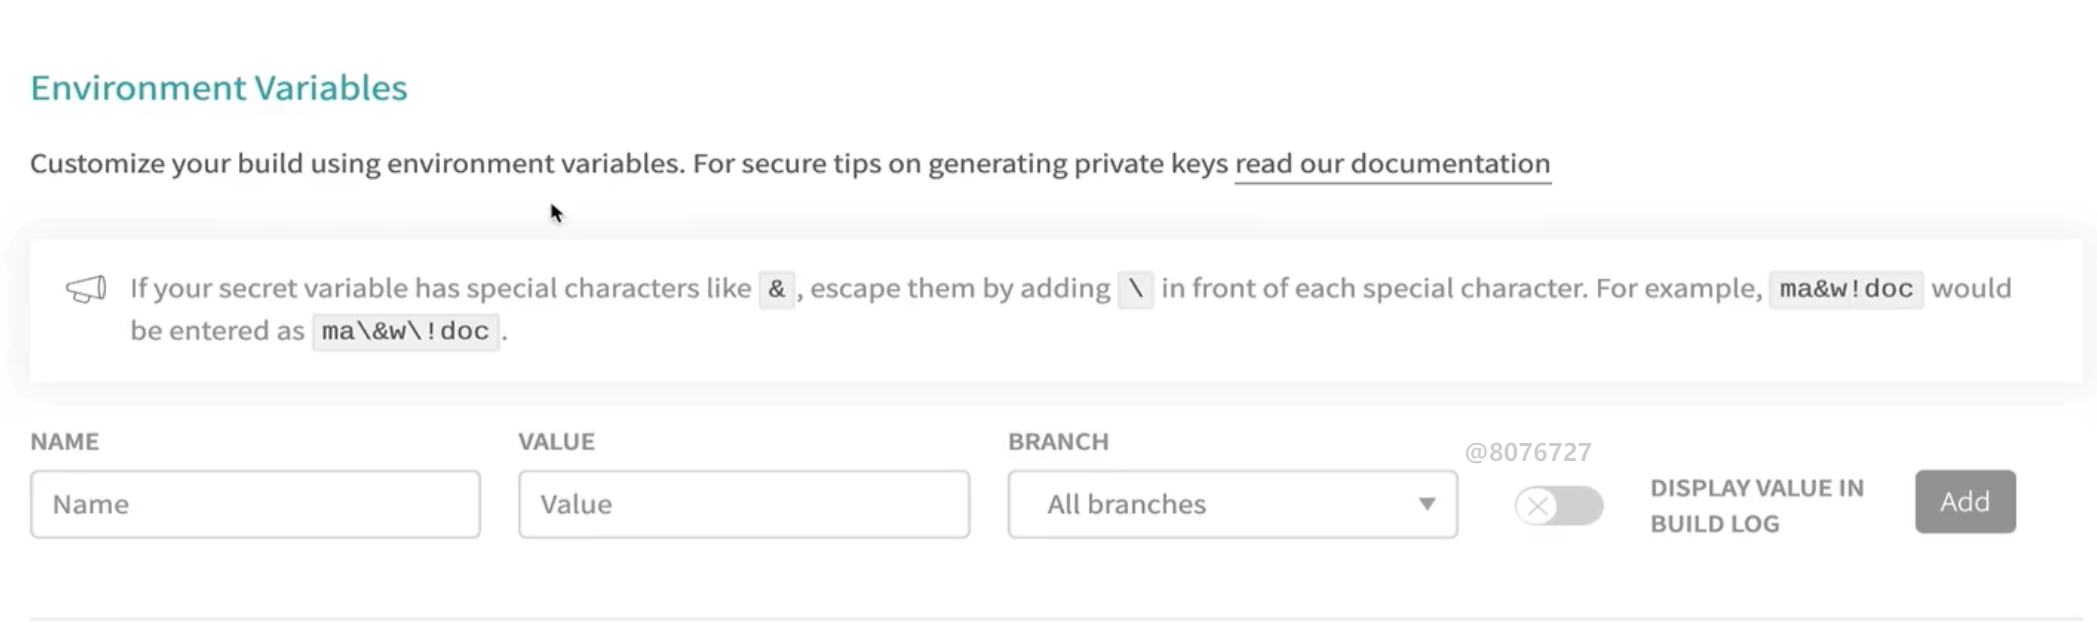 Environment Variables
Customize your build using environment variables. For secure tips on generating private keys read our documentation
If your secret variable has special characters like & , escape them by adding \ in front of each special character. For example, ma&w!doc would
be entered as ma\&w\!doc .
NAME
VALUE
BRANCH
@8076727
Name
Value
All branches
DISPLAY VALUE IN
BUILD LOG
Add